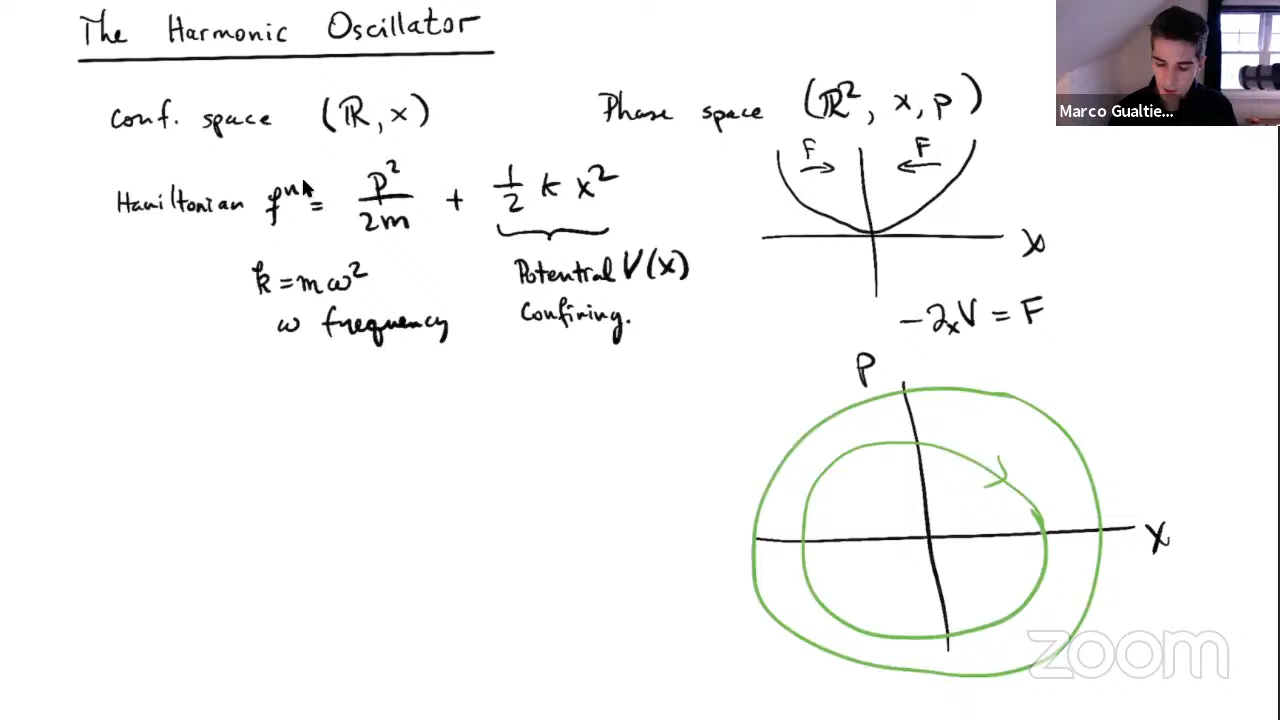 The Harmonic Oscillator
Conf. space (ℝ, x)
Phase space (ℝ², x, p)
Hamiltonian fⁿ = p²/2m + 1/2 k x²
k = mω²
ω frequency
Potential V(x)
Confining.
F
F
x
-∂ₓV = F
P
X
Marco Gualtie...
zoom